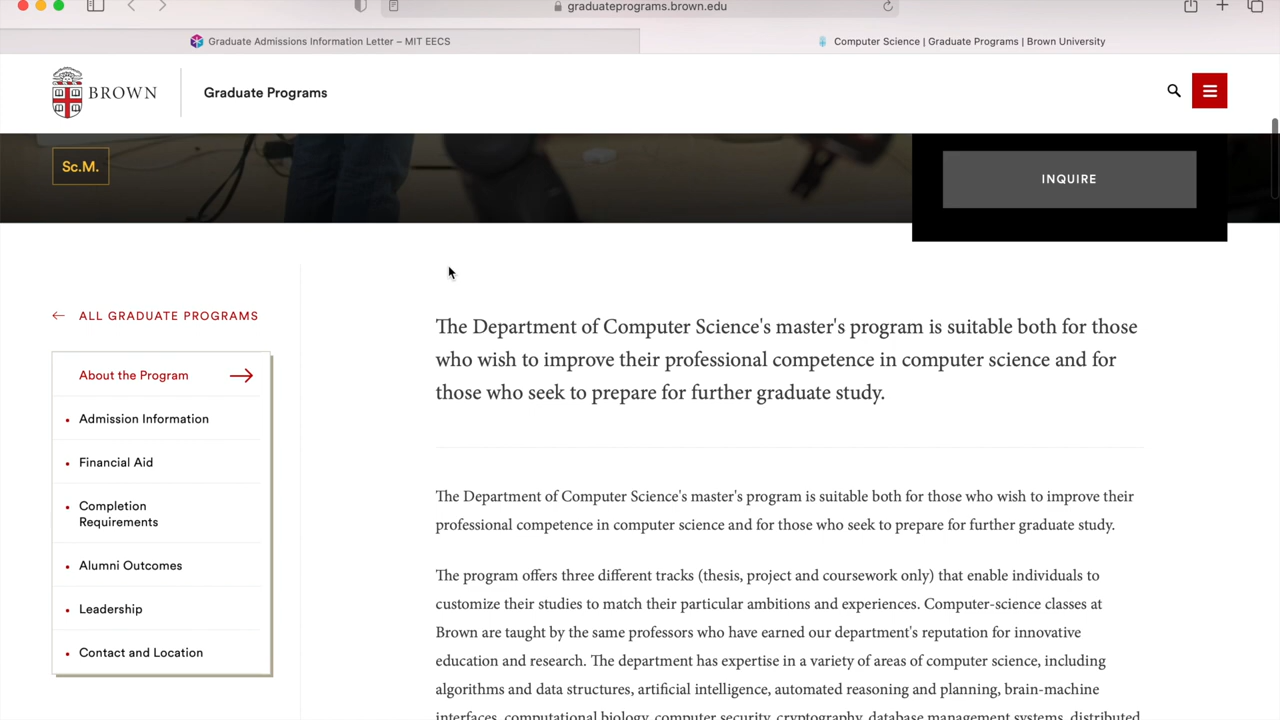 graduateprograms.brown.edu
Graduate Admissions Information Letter – MIT EECS
Computer Science | Graduate Programs | Brown University
BROWN
Graduate Programs
Sc.M.
INQUIRE
ALL GRADUATE PROGRAMS
About the Program
Admission Information
Financial Aid
Completion
Requirements
Alumni Outcomes
Leadership
Contact and Location
The Department of Computer Science's master's program is suitable both for those
who wish to improve their professional competence in computer science and for
those who seek to prepare for further graduate study.
The Department of Computer Science's master's program is suitable both for those who wish to improve their
professional competence in computer science and for those who seek to prepare for further graduate study.
The program offers three different tracks (thesis, project and coursework only) that enable individuals to
customize their studies to match their particular ambitions and experiences. Computer-science classes at
Brown are taught by the same professors who have earned our department's reputation for innovative
education and research. The department has expertise in a variety of areas of computer science, including
algorithms and data structures, artificial intelligence, automated reasoning and planning, brain-machine
interfaces, computational biology, computer security, cryptography, database management systems, distributed